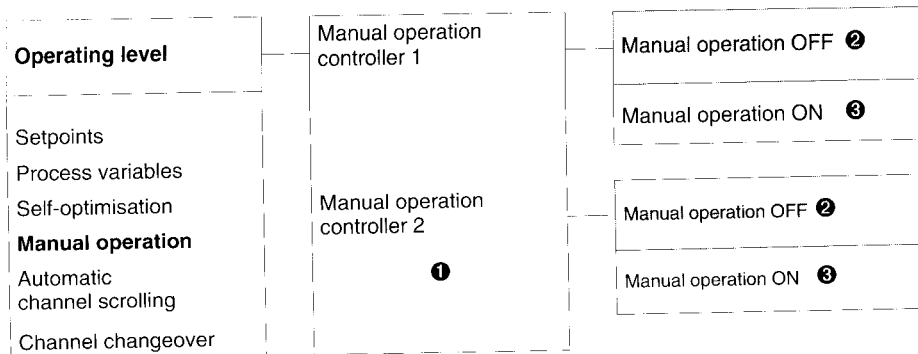 Operating level
Setpoints
Process variables
Self-optimisation
Manual operation
Automatic
channel scrolling
Channel changeover
Manual operation
controller 1
Manual operation
controller 2
❶
Manual operation OFF ❷
Manual operation ON ❸
Manual operation OFF ❷
Manual operation ON ❸